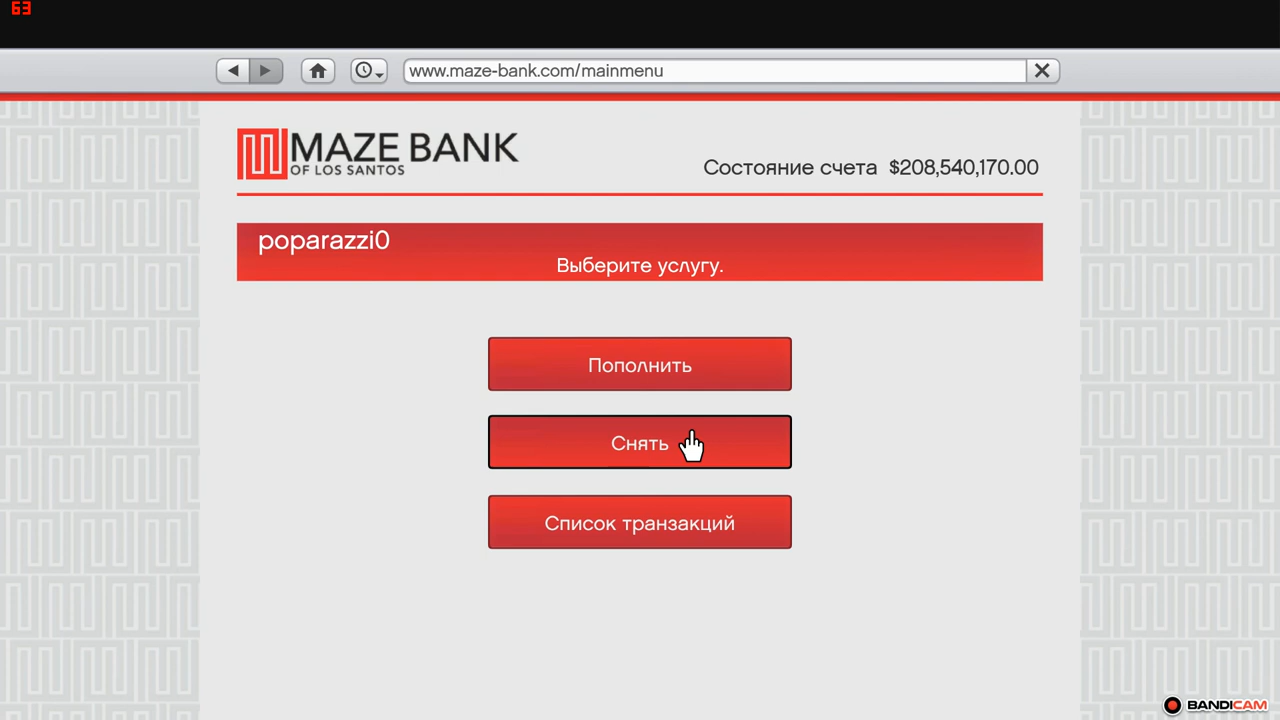 63
www.maze-bank.com/mainmenu
MAZE BANK
OF LOS SANTOS
Состояние счета $208,540,170.00
poparazzi0
Выберите услугу.
Пополнить
Снять
Список транзакций
BANDICAM